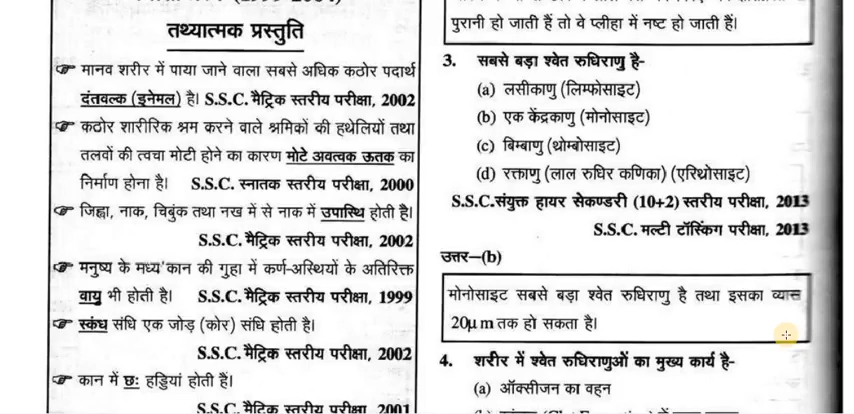 तथ्यात्मक प्रस्तुति
☞ मानव शरीर में पाया जाने वाला सबसे अधिक कठोर पदार्थ
दंतवल्क (इनेमल) है। S.S.C. मैट्रिक स्तरीय परीक्षा, 2002
☞ कठोर शारीरिक श्रम करने वाले श्रमिकों की हथेलियों तथा
तलवों की त्वचा मोटी होने का कारण मोटे अवत्वक ऊतक का
निर्माण होना है। S.S.C. स्नातक स्तरीय परीक्षा, 2000
☞ जिह्वा, नाक, चिबुंक तथा नख में से नाक में उपास्थि होती है।
S.S.C. मैट्रिक स्तरीय परीक्षा, 2002
☞ मनुष्य के मध्य कान की गुहा में कर्ण-अस्थियों के अतिरिक्त
वायु भी होती है। S.S.C. मैट्रिक स्तरीय परीक्षा, 1999
☞ स्कंध संधि एक जोड़ (कोर) संधि होती है।
S.S.C. मैट्रिक स्तरीय परीक्षा, 2002
☞ कान में छः हड्डियां होती हैं।
S.S.C. मैट्रिक स्तरीय परीक्षा, 2001
पुरानी हो जाती हैं तो वे प्लीहा में नष्ट हो जाती हैं।
3. सबसे बड़ा श्वेत रुधिराणु है-
(a) लसीकाणु (लिम्फोसाइट)
(b) एक केंद्रकाणु (मोनोसाइट)
(c) बिम्बाणु (थ्रोम्बोसाइट)
(d) रक्ताणु (लाल रुधिर कणिका) (एरिथ्रोसाइट)
S.S.C.संयुक्त हायर सेकण्डरी (10+2) स्तरीय परीक्षा, 2013
S.S.C. मल्टी टॉस्किंग परीक्षा, 2013
उत्तर—(b)
मोनोसाइट सबसे बड़ा श्वेत रुधिराणु है तथा इसका व्यास
20μ m तक हो सकता है।
4. शरीर में श्वेत रुधिराणुओं का मुख्य कार्य है-
(a) ऑक्सीजन का वहन